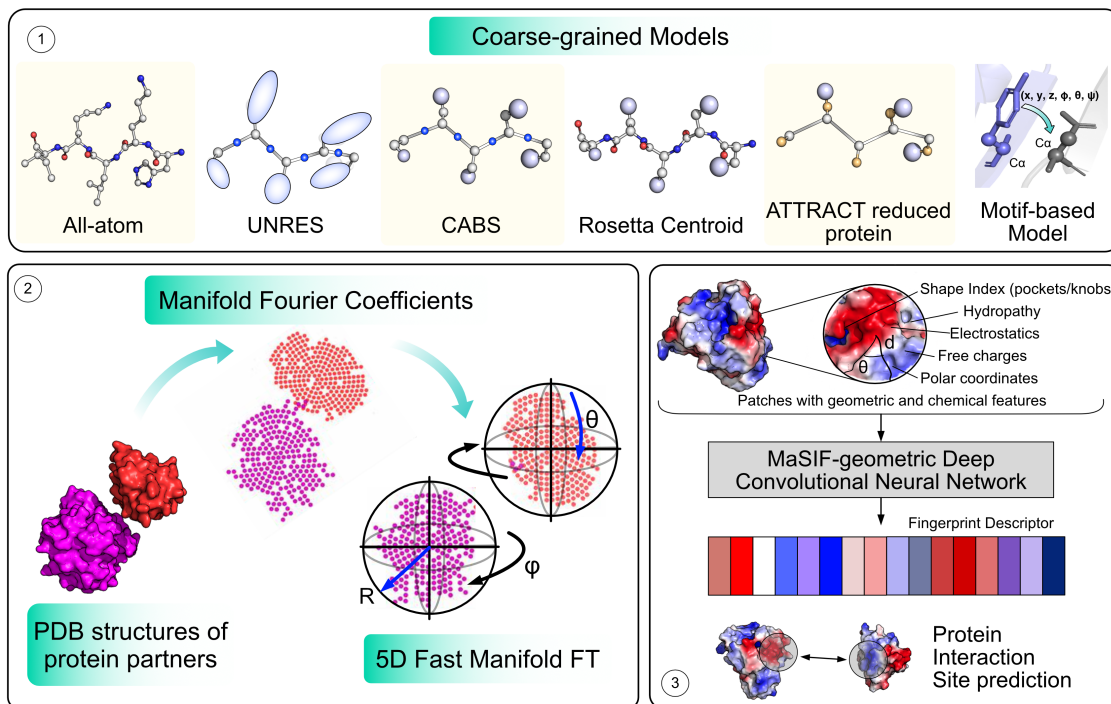 1
Coarse-grained Models
(x, y, z, φ, θ, ψ)
Cα
Cα
All-atom
UNRES
CABS
Rosetta Centroid
ATTRACT reduced
protein
Motif-based
Model
2
Manifold Fourier Coefficients
θ
R
φ
PDB structures of
protein partners
5D Fast Manifold FT
Shape Index (pockets/knobs
Hydropathy
Electrostatics
Free charges
Polar coordinates
d
θ
Patches with geometric and chemical features
MaSIF-geometric Deep
Convolutional Neural Network
Fingerprint Descriptor
Protein
Interaction
Site prediction
3